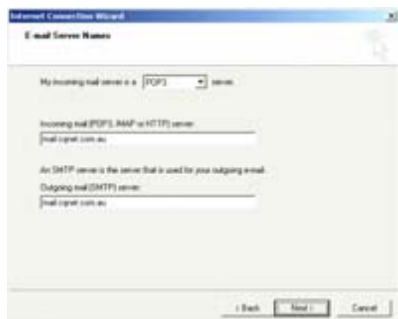 Internet Connection Wizard
E-mail Server Names
My incoming mail server is a POP3 server.
Incoming mail (POP3, IMAP or HTTP) server:
mail.cqnet.com.au
An SMTP server is the server that is used for your outgoing e-mail.
Outgoing mail (SMTP) server:
mail.cqnet.com.au
< Back Next > Cancel